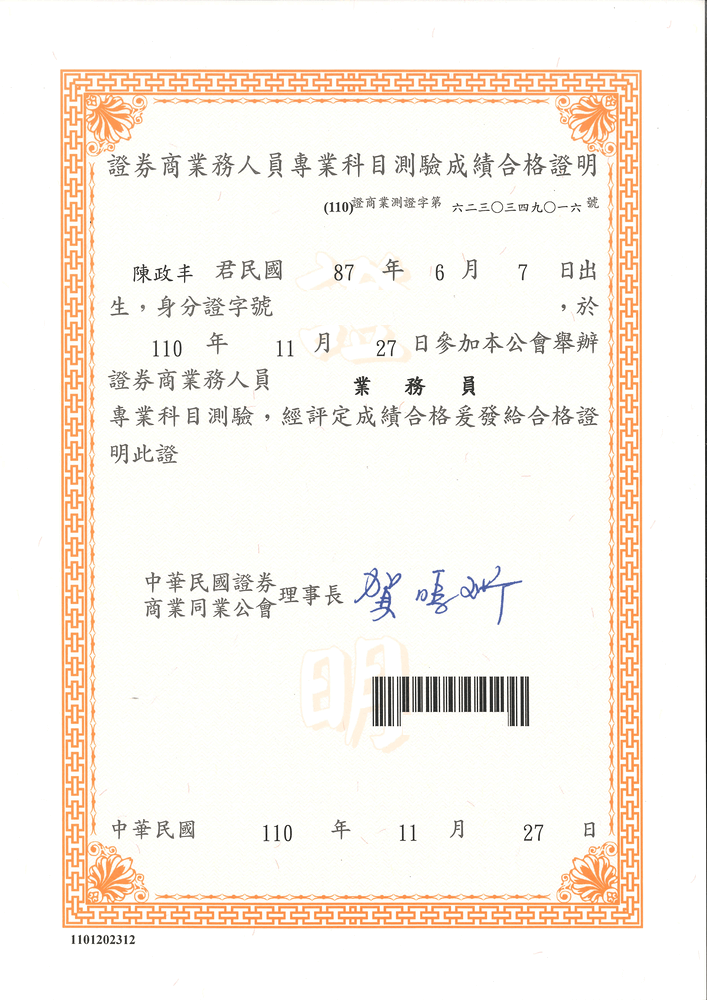 證券商業務人員專業科目測驗成績合格證明
(110)證商業測證字第 六二三〇三四九〇一六 號
陳政丰 君民國 87 年 6 月 7 日出
生，身分證字號 ，於
110 年 11 月 27 日參加本公會舉辦
證券商業務人員 業務員
專業科目測驗，經評定成績合格爰發給合格證
明此證
中華民國證券
商業同業公會 理事長 賀鳴珩
明
中華民國 110 年 11 月 27 日
1101202312